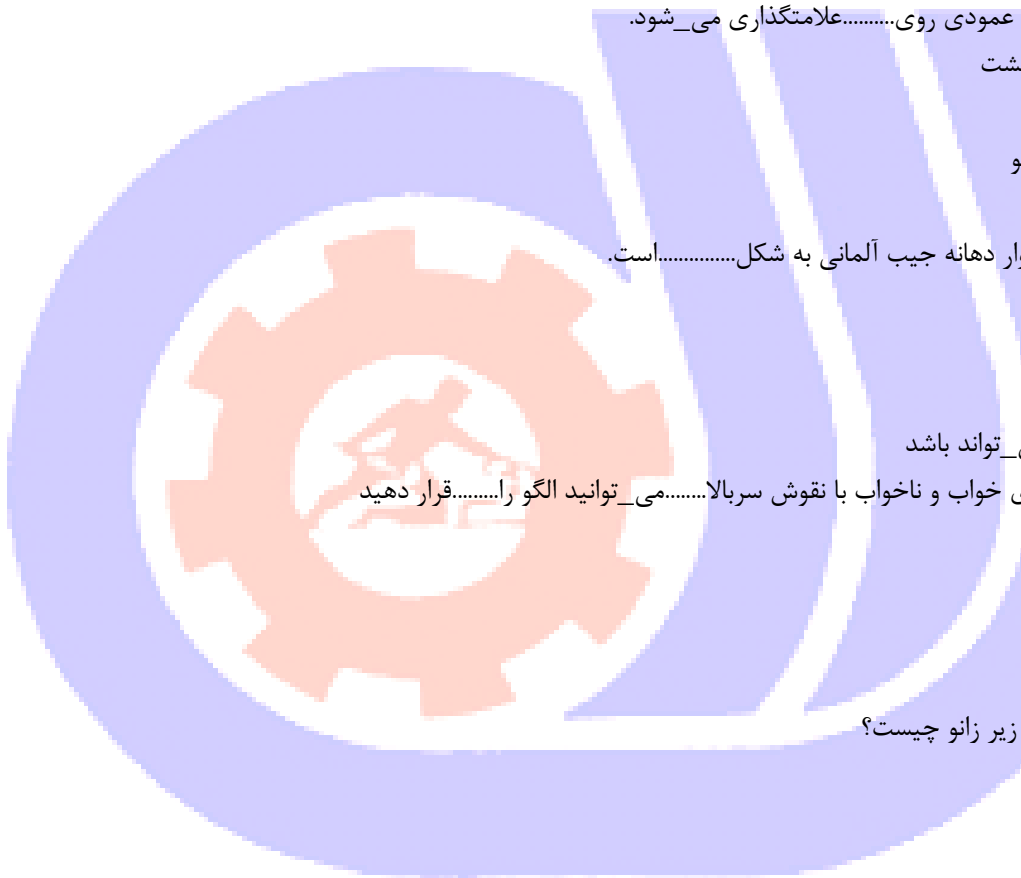 عمودی روی..........علامتگذاری می_شود.
شت
و
وار دهانه جیب آلمانی به شکل...............است.
_تواند باشد
ی خواب و ناخواب با نقوش سربالا........می_توانید الگو را.........قرار دهید
زیر زانو چیست؟